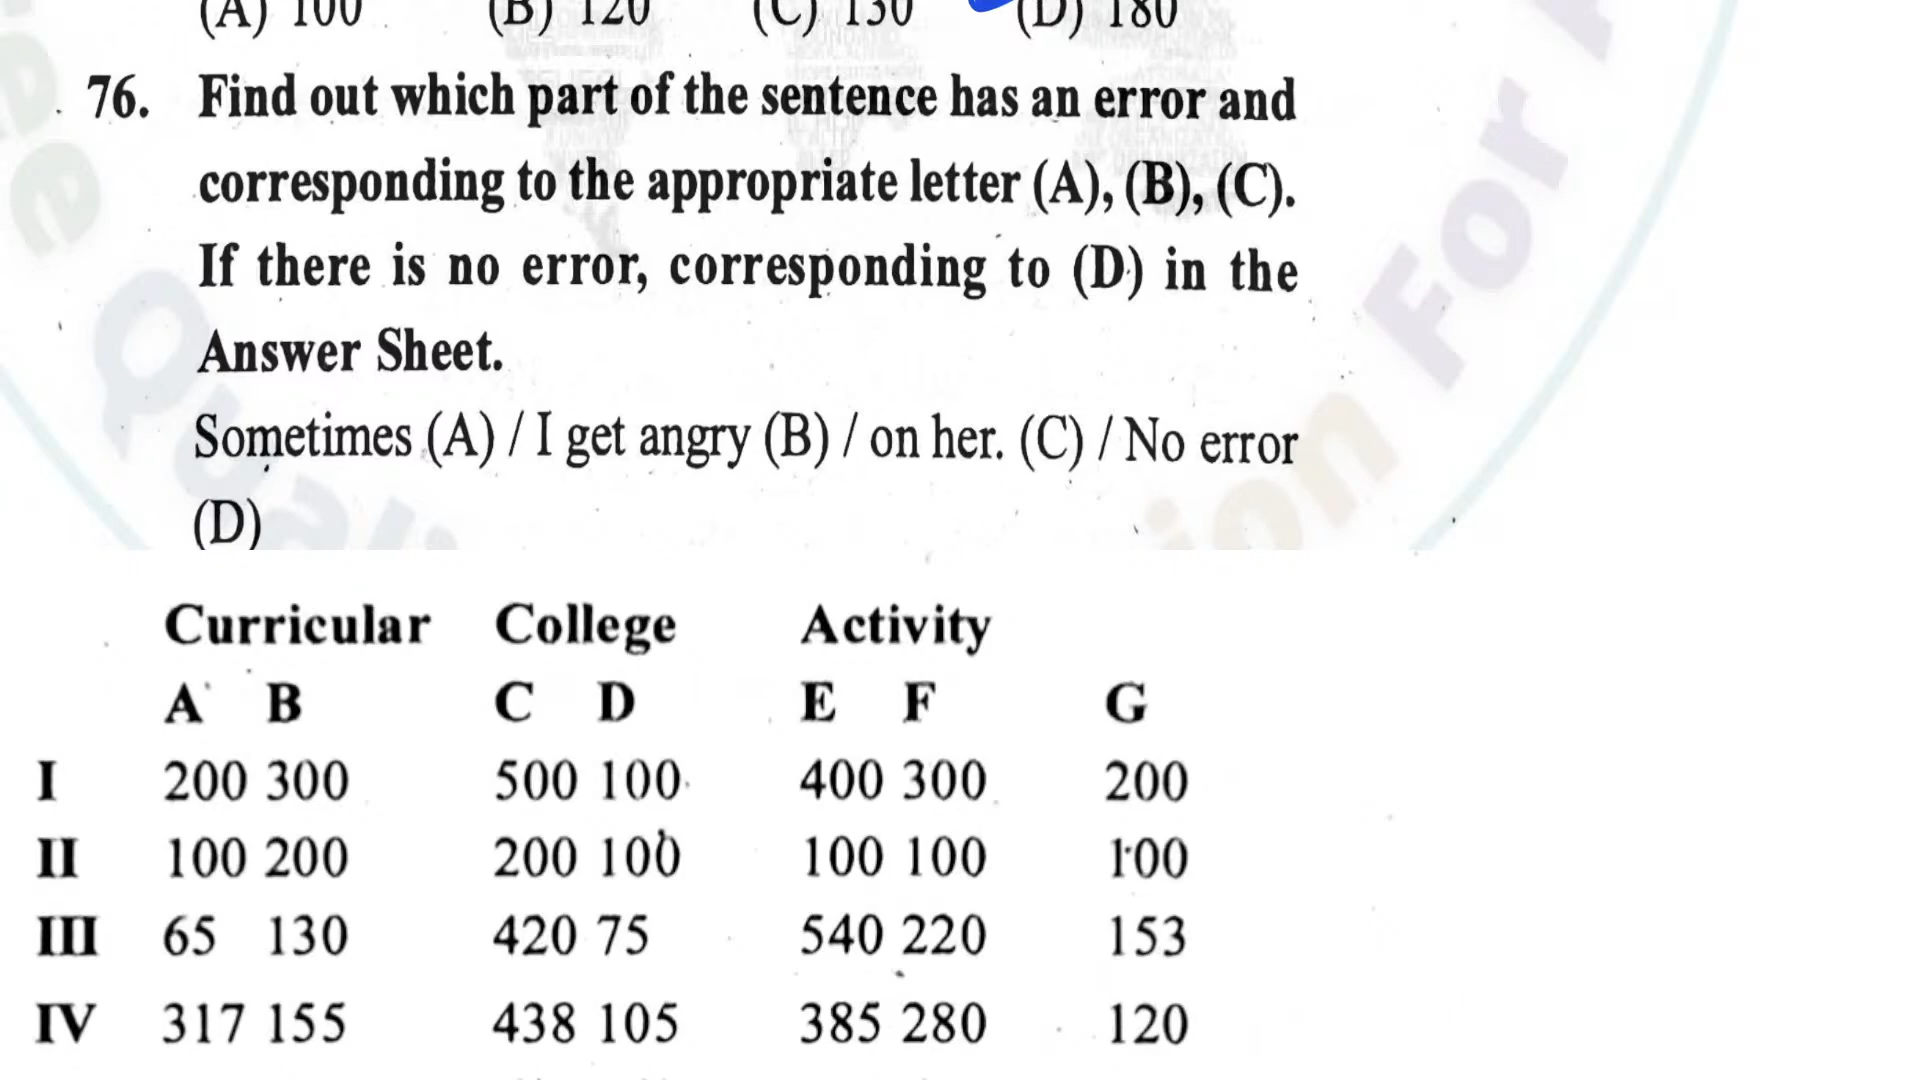 (A) 100 (B) 120 (C) 130 (D) 180
76. Find out which part of the sentence has an error and
corresponding to the appropriate letter (A), (B), (C).
If there is no error, corresponding to (D) in the
Answer Sheet.
Sometimes (A) / I get angry (B) / on her. (C) / No error
(D)
Curricular College Activity
A B C D E F G
I 200 300 500 100 400 300 200
II 100 200 200 100 100 100 100
III 65 130 420 75 540 220 153
IV 317 155 438 105 385 280 120